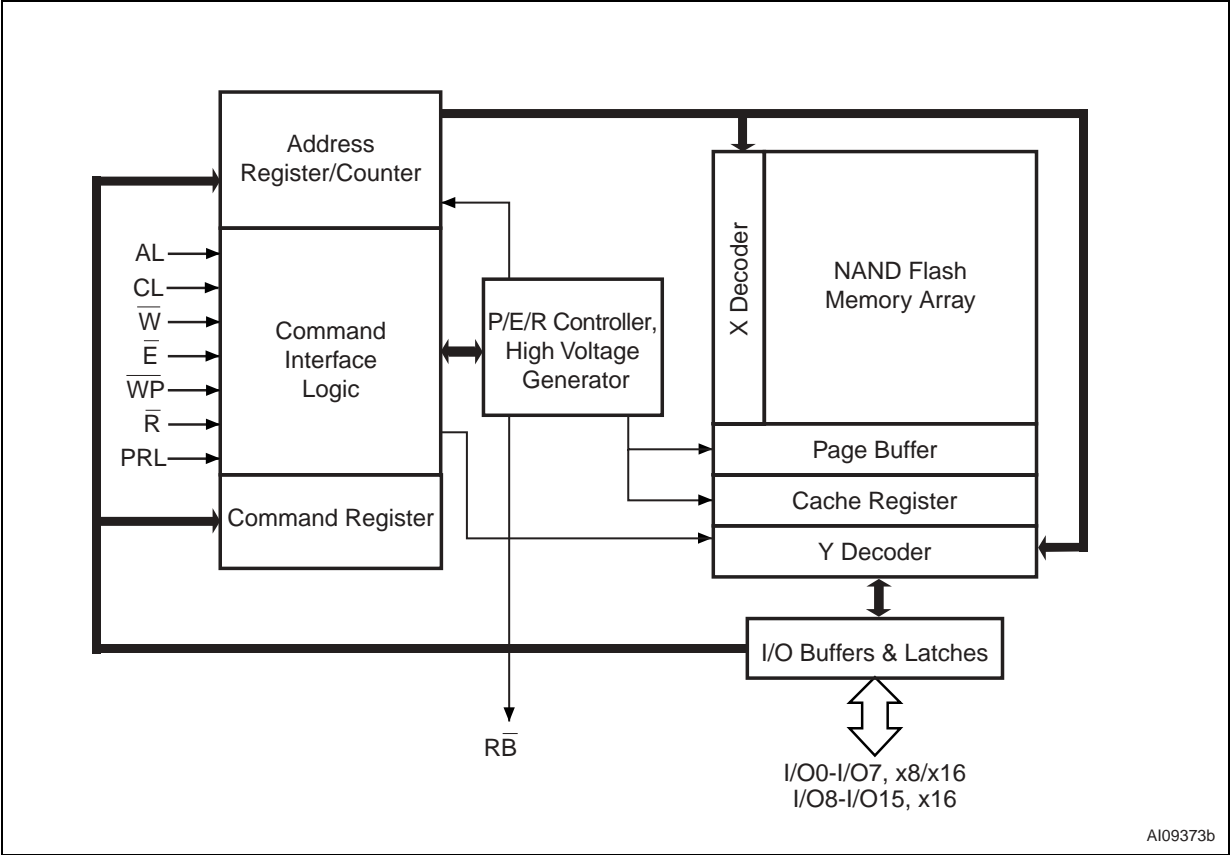 Address
Register/Counter
AL
CL
W̅
E̅
W̅P̅
R̅
PRL
Command
Interface
Logic
Command Register
P/E/R Controller,
High Voltage
Generator
X Decoder
NAND Flash
Memory Array
Page Buffer
Cache Register
Y Decoder
I/O Buffers & Latches
RB̅
I/O0-I/O7, x8/x16
I/O8-I/O15, x16
AI09373b